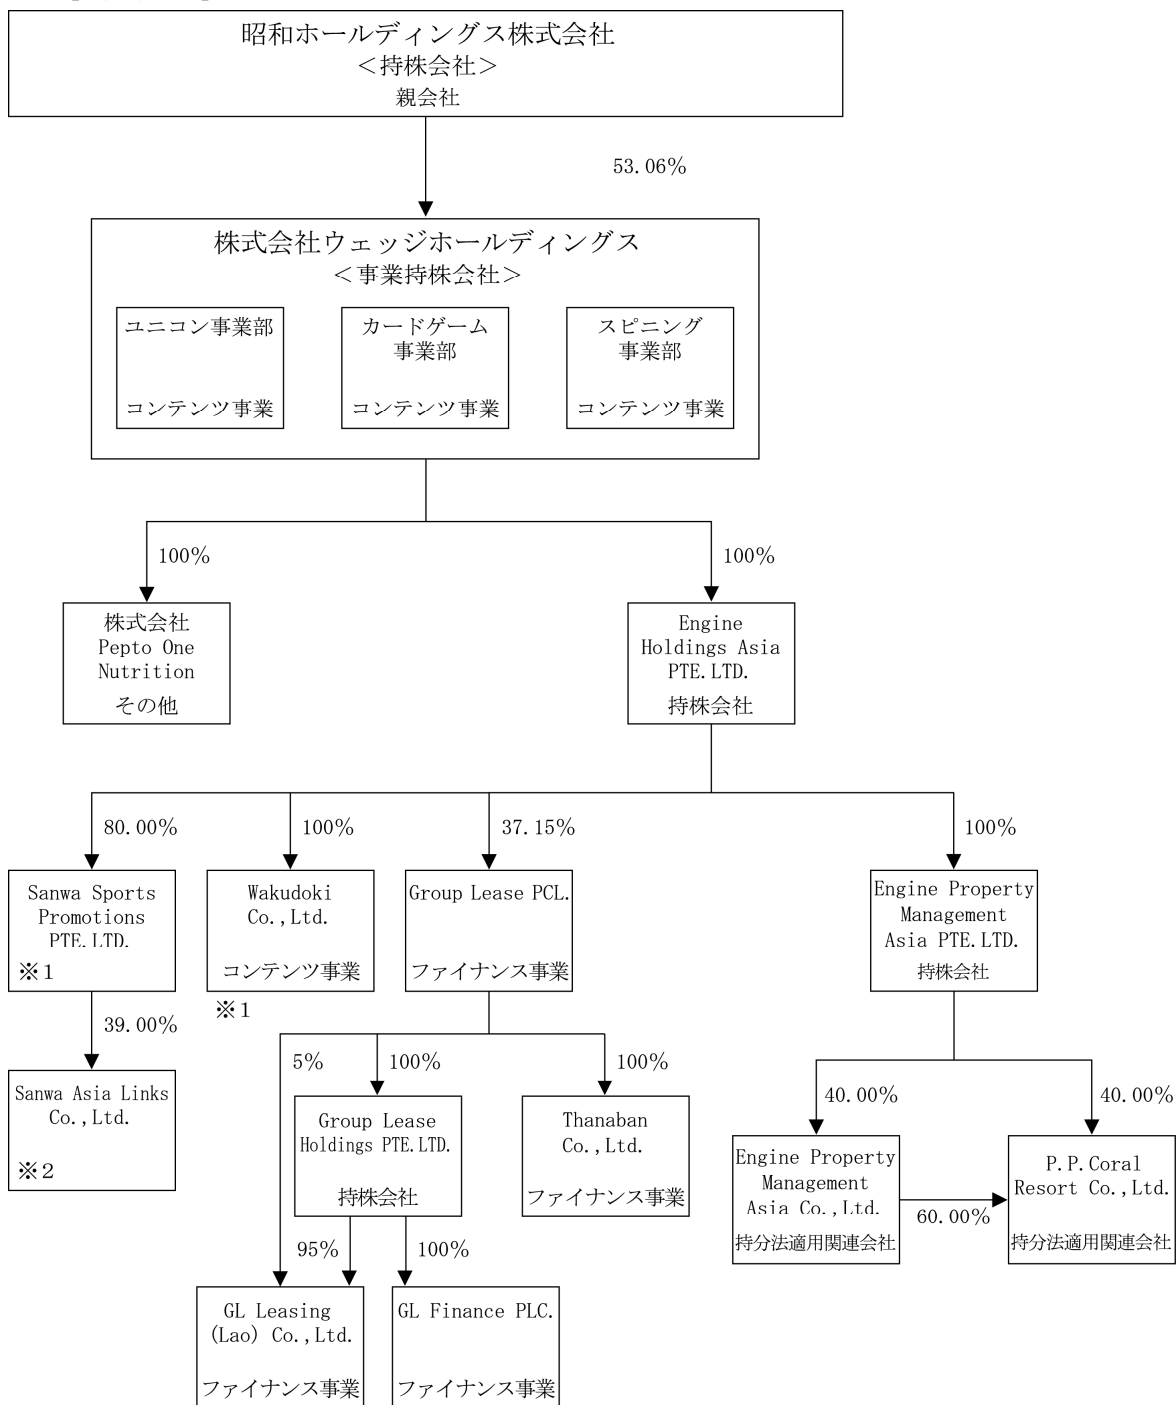 昭和ホールディングス株式会社
＜持株会社＞
親会社
53.06%
株式会社ウェッジホールディングス
＜事業持株会社＞
ユニコン事業部
コンテンツ事業
カードゲーム
事業部
コンテンツ事業
スピニング
事業部
コンテンツ事業
100%
100%
株式会社
Pepto One
Nutrition
その他
Engine
Holdings Asia
PTE.LTD.
持株会社
80.00%
100%
37.15%
100%
Sanwa Sports
Promotions
PTE.LTD.
※1
Wakudoki
Co.,Ltd.
コンテンツ事業
※1
Group Lease PCL.
ファイナンス事業
Engine Property
Management
Asia PTE.LTD.
持株会社
39.00%
5%
100%
100%
40.00%
40.00%
Sanwa Asia Links
Co.,Ltd.
※2
Group Lease
Holdings PTE.LTD.
持株会社
Thanaban
Co.,Ltd.
ファイナンス事業
Engine Property
Management
Asia Co.,Ltd.
持分法適用関連会社
60.00%
P.P.Coral
Resort Co.,Ltd.
持分法適用関連会社
95%
100%
GL Leasing
(Lao) Co.,Ltd.
ファイナンス事業
GL Finance PLC.
ファイナンス事業